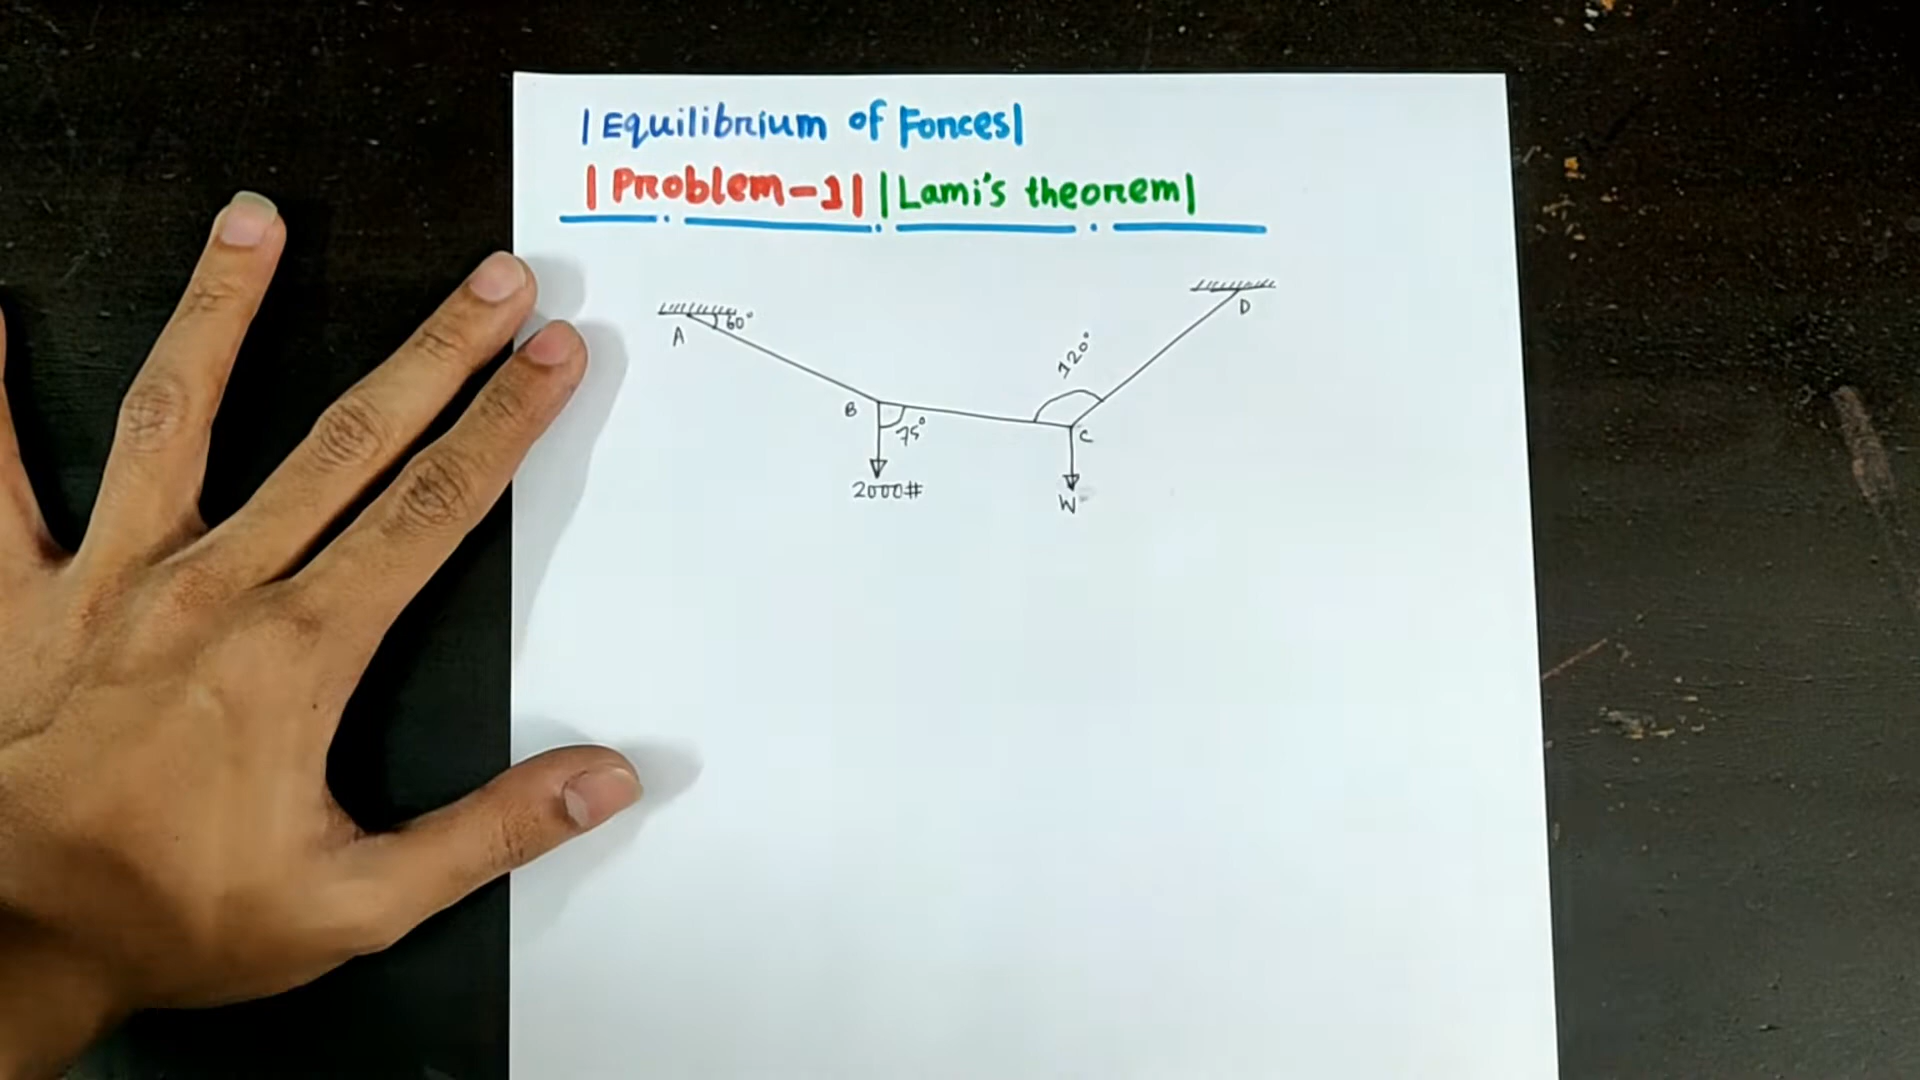 |Equilibrium of Forces|
|Problem-1| |Lami's theorem|
A 60°
D
120°
B 75°
C
2000#
W